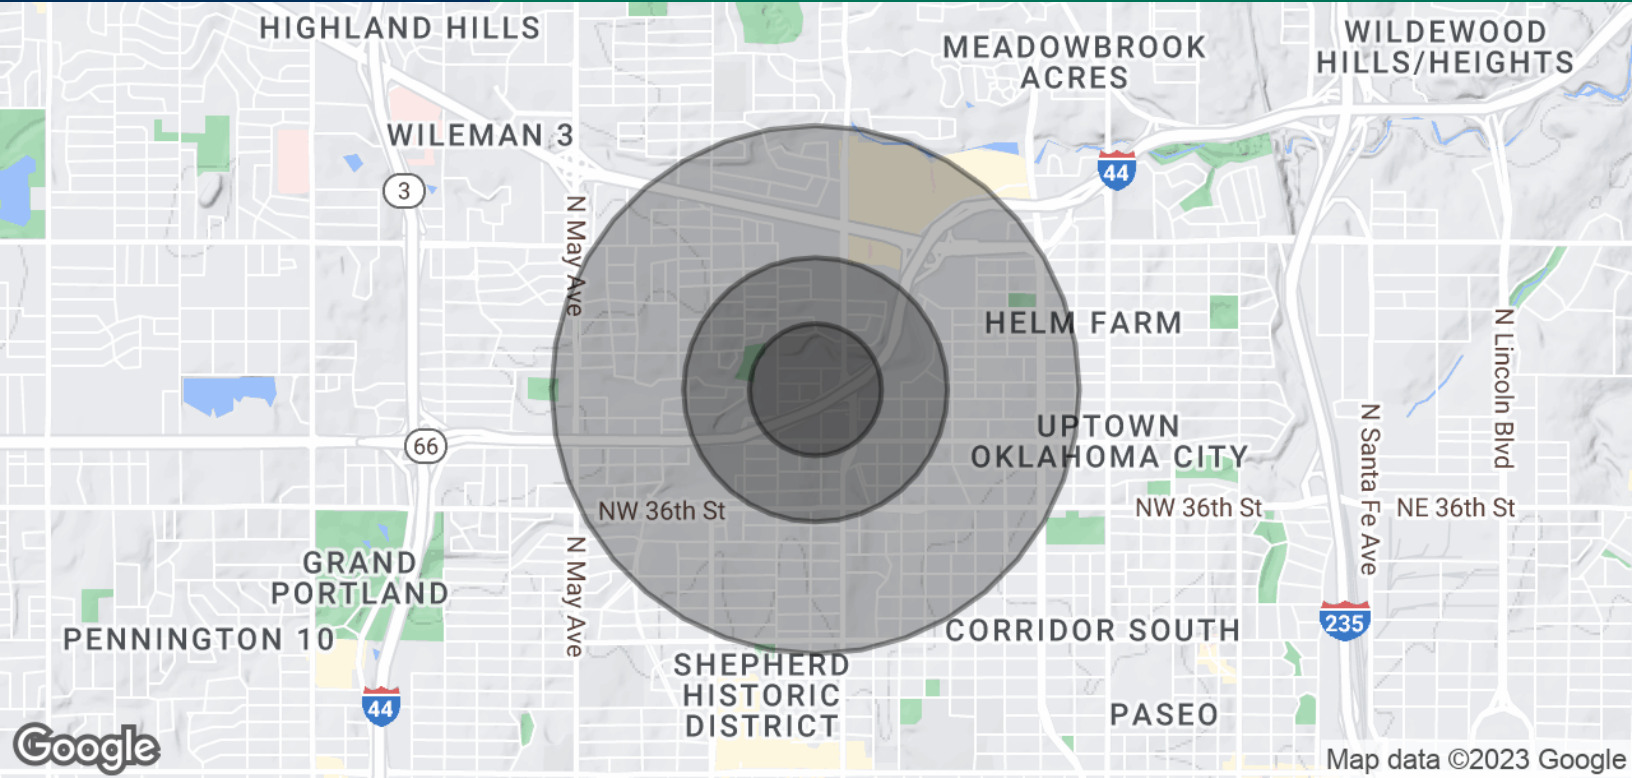 HIGHLAND HILLS
MEADOWBROOK
ACRES
WILDEWOOD
HILLS/HEIGHTS
WILEMAN 3
3
44
N May Ave
HELM FARM
N Lincoln Blvd
UPTOWN
OKLAHOMA CITY
66
N Santa Fe Ave
NW 36th St
NW 36th St
NE 36th St
GRAND
PORTLAND
N May Ave
PENNINGTON 10
CORRIDOR SOUTH
235
SHEPHERD
HISTORIC
DISTRICT
44
PASEO
Google
Map data ©2023 Google